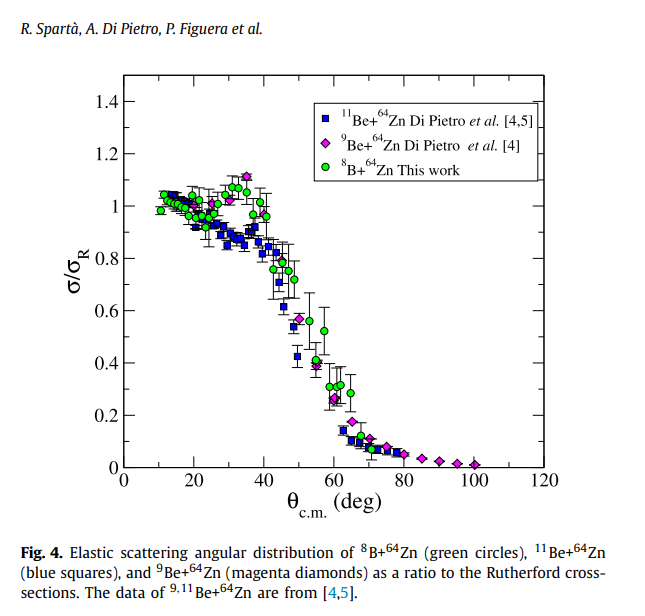 R. Spartà, A. Di Pietro, P. Figuera et al.
1.4
1.2
1
0.8
0.6
0.4
0.2
0
σ/σR
¹¹Be+⁶⁴Zn Di Pietro et al. [4,5]
⁹Be+⁶⁴Zn Di Pietro et al. [4]
⁸B+⁶⁴Zn This work
0 20 40 60 80 100 120
θc.m. (deg)
Fig. 4. Elastic scattering angular distribution of ⁸B+⁶⁴Zn (green circles), ¹¹Be+⁶⁴Zn
(blue squares), and ⁹Be+⁶⁴Zn (magenta diamonds) as a ratio to the Rutherford cross-
sections. The data of ⁹,¹¹Be+⁶⁴Zn are from [4,5].